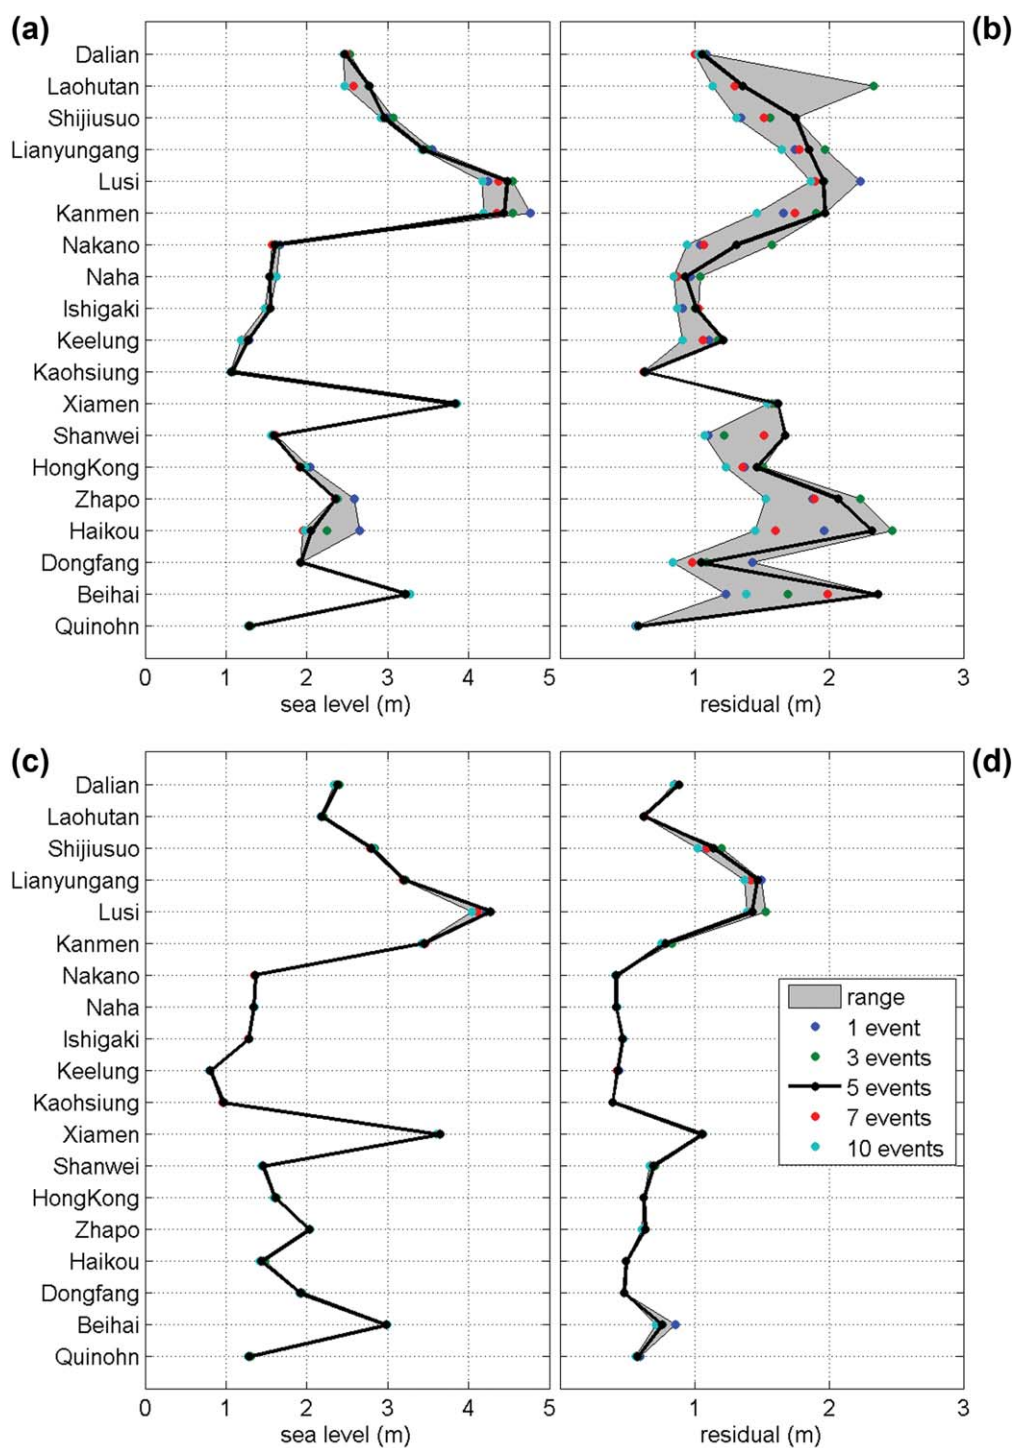 (a)
(b)
Dalian
Laohutan
Shijiusuo
Lianyungang
Lusi
Kanmen
Nakano
Naha
Ishigaki
Keelung
Kaohsiung
Xiamen
Shanwei
HongKong
Zhapo
Haikou
Dongfang
Beihai
Quinohn
0 1 2 3 4 5
sea level (m)
1 2 3
residual (m)
(c)
(d)
Dalian
Laohutan
Shijiusuo
Lianyungang
Lusi
Kanmen
Nakano
Naha
Ishigaki
Keelung
Kaohsiung
Xiamen
Shanwei
HongKong
Zhapo
Haikou
Dongfang
Beihai
Quinohn
range
1 event
3 events
5 events
7 events
10 events
0 1 2 3 4 5
sea level (m)
1 2 3
residual (m)